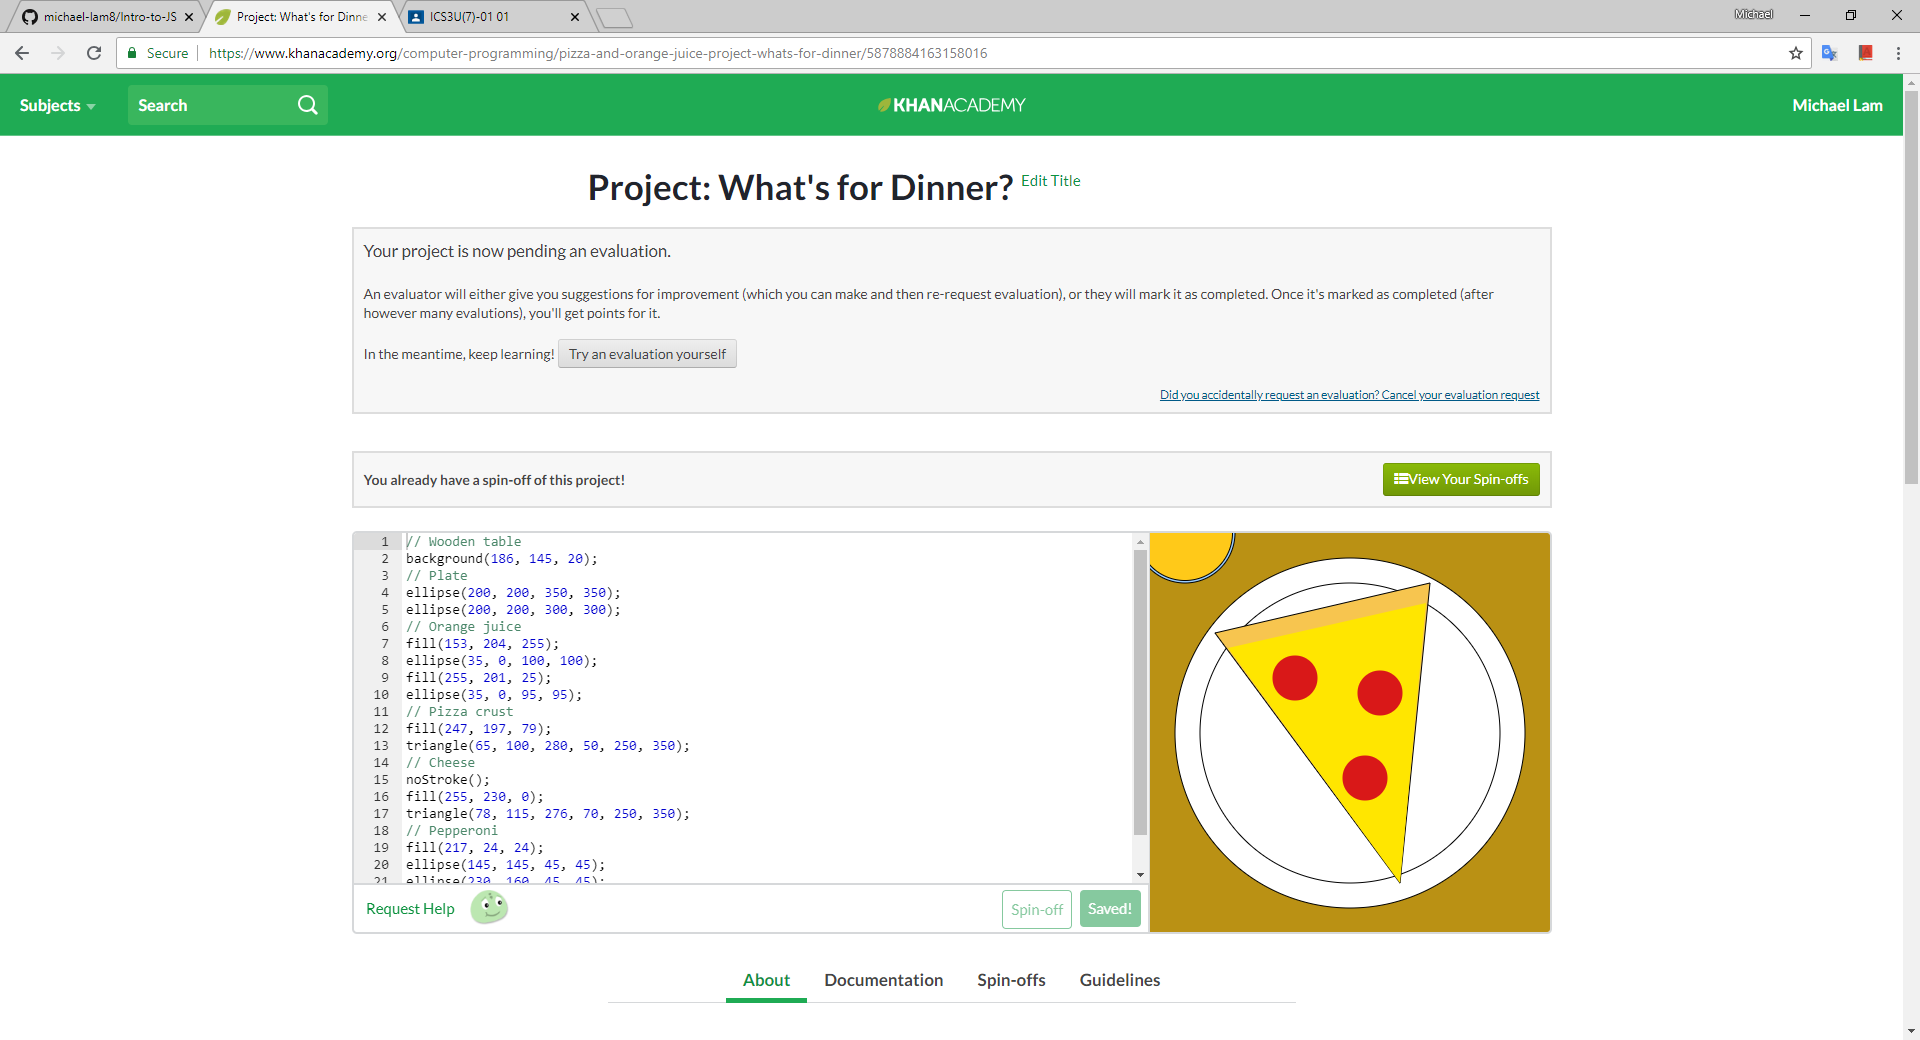 michael-lam8/Intro-to-JS
Project: What's for Dinne
ICS3U(7)-01 01
Michael
Secure
https://www.khanacademy.org/computer-programming/pizza-and-orange-juice-project-whats-for-dinner/5878884163158016
Subjects
Search
KHANACADEMY
Michael Lam
Project: What's for Dinner?
Edit Title
Your project is now pending an evaluation.
An evaluator will either give you suggestions for improvement (which you can make and then re-request evaluation), or they will mark it as completed. Once it's marked as completed (after
however many evalutions), you'll get points for it.
In the meantime, keep learning!
Try an evaluation yourself
Did you accidentally request an evaluation? Cancel your evaluation request
You already have a spin-off of this project!
View Your Spin-offs
1 // Wooden table
2 background(186, 145, 20);
3 // Plate
4 ellipse(200, 200, 350, 350);
5 ellipse(200, 200, 300, 300);
6 // Orange juice
7 fill(153, 204, 255);
8 ellipse(35, 0, 100, 100);
9 fill(255, 201, 25);
10 ellipse(35, 0, 95, 95);
11 // Pizza crust
12 fill(247, 197, 79);
13 triangle(65, 100, 280, 50, 250, 350);
14 // Cheese
15 noStroke();
16 fill(255, 230, 0);
17 triangle(78, 115, 276, 70, 250, 350);
18 // Pepperoni
19 fill(217, 24, 24);
20 ellipse(145, 145, 45, 45);
21 ellipse(230, 160, 45, 45);
Request Help
Spin-off
Saved!
About
Documentation
Spin-offs
Guidelines